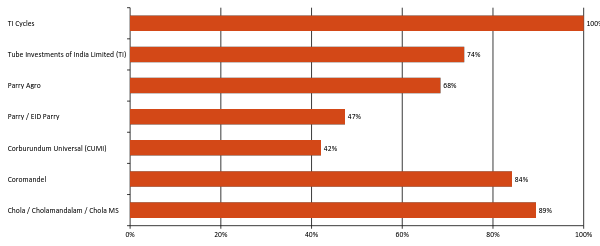 TI Cycles
100%
Tube Investments of India Limited (TI)
74%
Parry Agro
68%
Parry / EID Parry
47%
Corburundum Universal (CUMI)
42%
Coromandel
84%
Chola / Cholamandalam / Chola MS
89%
0% 20% 40% 60% 80% 100%